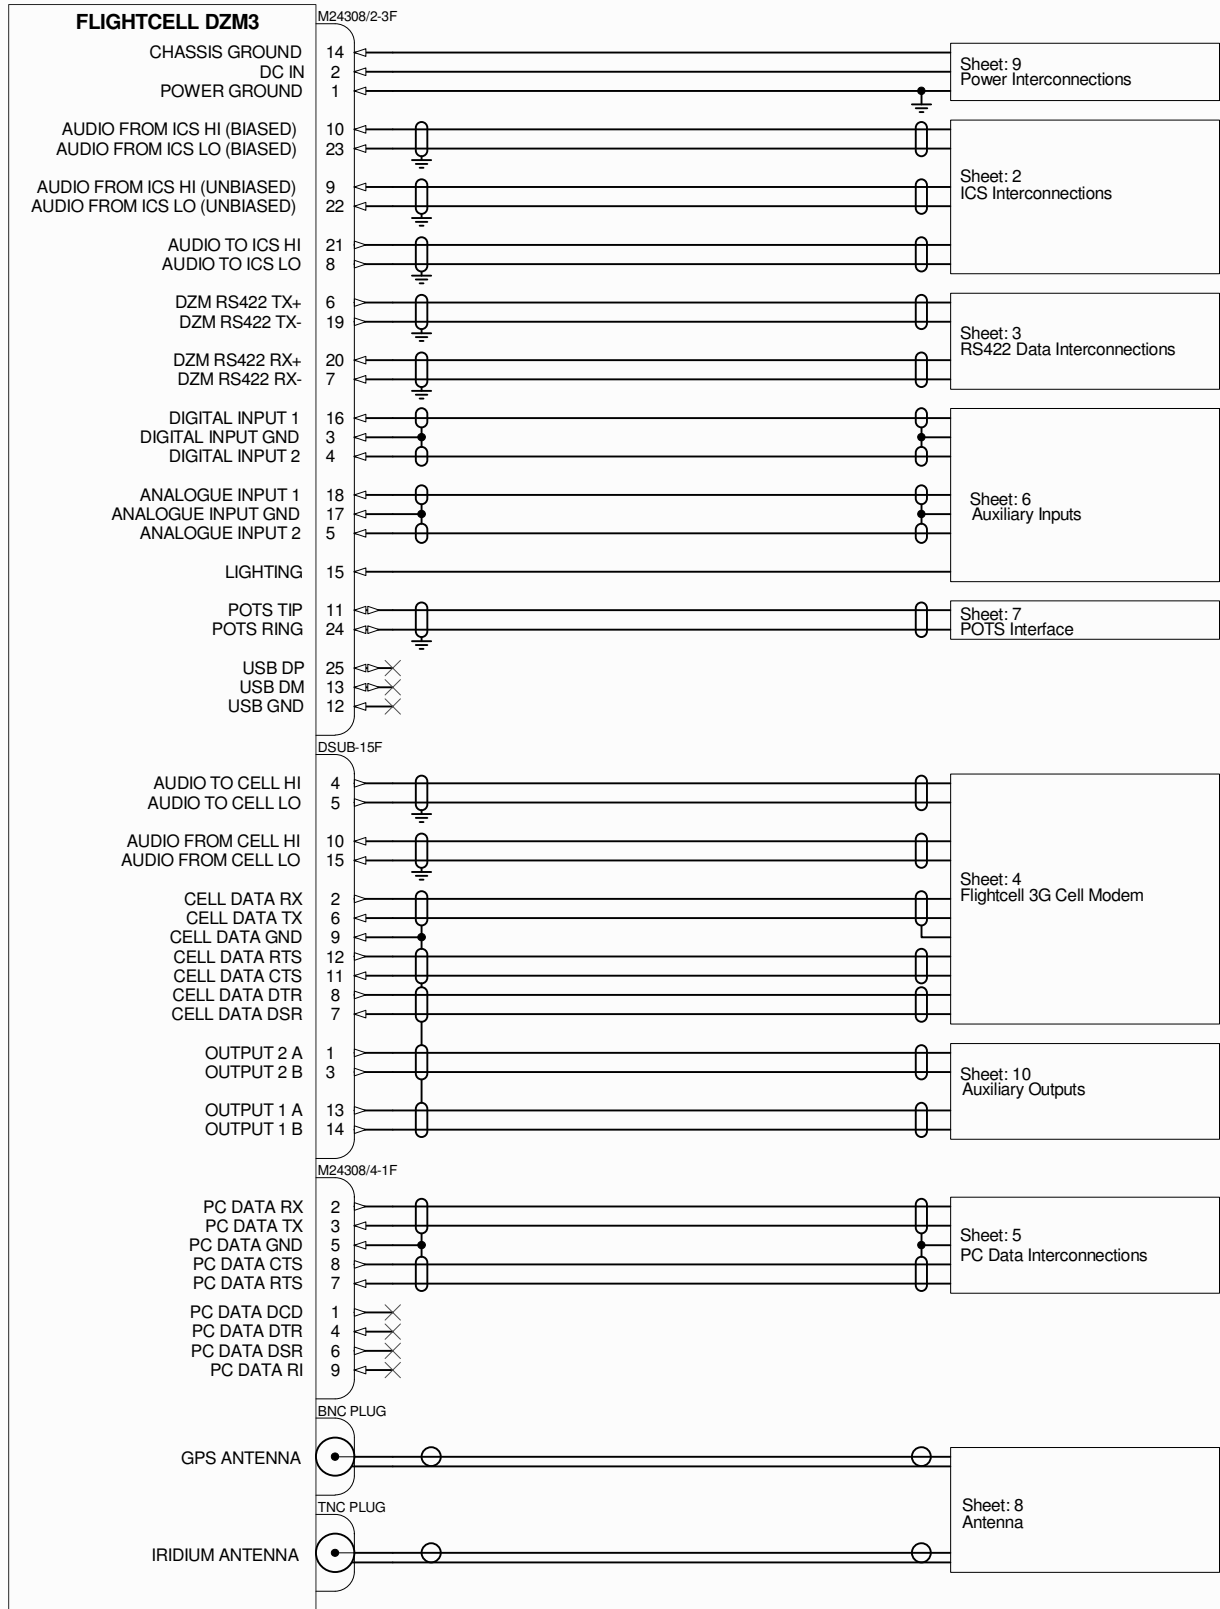 FLIGHTCELL DZM3
M24308/2-3F
CHASSIS GROUND 14
DC IN 2
POWER GROUND 1
Sheet: 9
Power Interconnections
AUDIO FROM ICS HI (BIASED) 10
AUDIO FROM ICS LO (BIASED) 23
AUDIO FROM ICS HI (UNBIASED) 9
AUDIO FROM ICS LO (UNBIASED) 22
AUDIO TO ICS HI 21
AUDIO TO ICS LO 8
Sheet: 2
ICS Interconnections
DZM RS422 TX+ 6
DZM RS422 TX- 19
DZM RS422 RX+ 20
DZM RS422 RX- 7
Sheet: 3
RS422 Data Interconnections
DIGITAL INPUT 1 16
DIGITAL INPUT GND 3
DIGITAL INPUT 2 4
ANALOGUE INPUT 1 18
ANALOGUE INPUT GND 17
ANALOGUE INPUT 2 5
LIGHTING 15
Sheet: 6
Auxiliary Inputs
POTS TIP 11
POTS RING 24
Sheet: 7
POTS Interface
USB DP 25
USB DM 13
USB GND 12
DSUB-15F
AUDIO TO CELL HI 4
AUDIO TO CELL LO 5
AUDIO FROM CELL HI 10
AUDIO FROM CELL LO 15
CELL DATA RX 2
CELL DATA TX 6
CELL DATA GND 9
CELL DATA RTS 12
CELL DATA CTS 11
CELL DATA DTR 8
CELL DATA DSR 7
Sheet: 4
Flightcell 3G Cell Modem
OUTPUT 2 A 1
OUTPUT 2 B 3
OUTPUT 1 A 13
OUTPUT 1 B 14
Sheet: 10
Auxiliary Outputs
M24308/4-1F
PC DATA RX 2
PC DATA TX 3
PC DATA GND 5
PC DATA CTS 8
PC DATA RTS 7
Sheet: 5
PC Data Interconnections
PC DATA DCD 1
PC DATA DTR 4
PC DATA DSR 6
PC DATA RI 9
BNC PLUG
GPS ANTENNA
TNC PLUG
IRIDIUM ANTENNA
Sheet: 8
Antenna